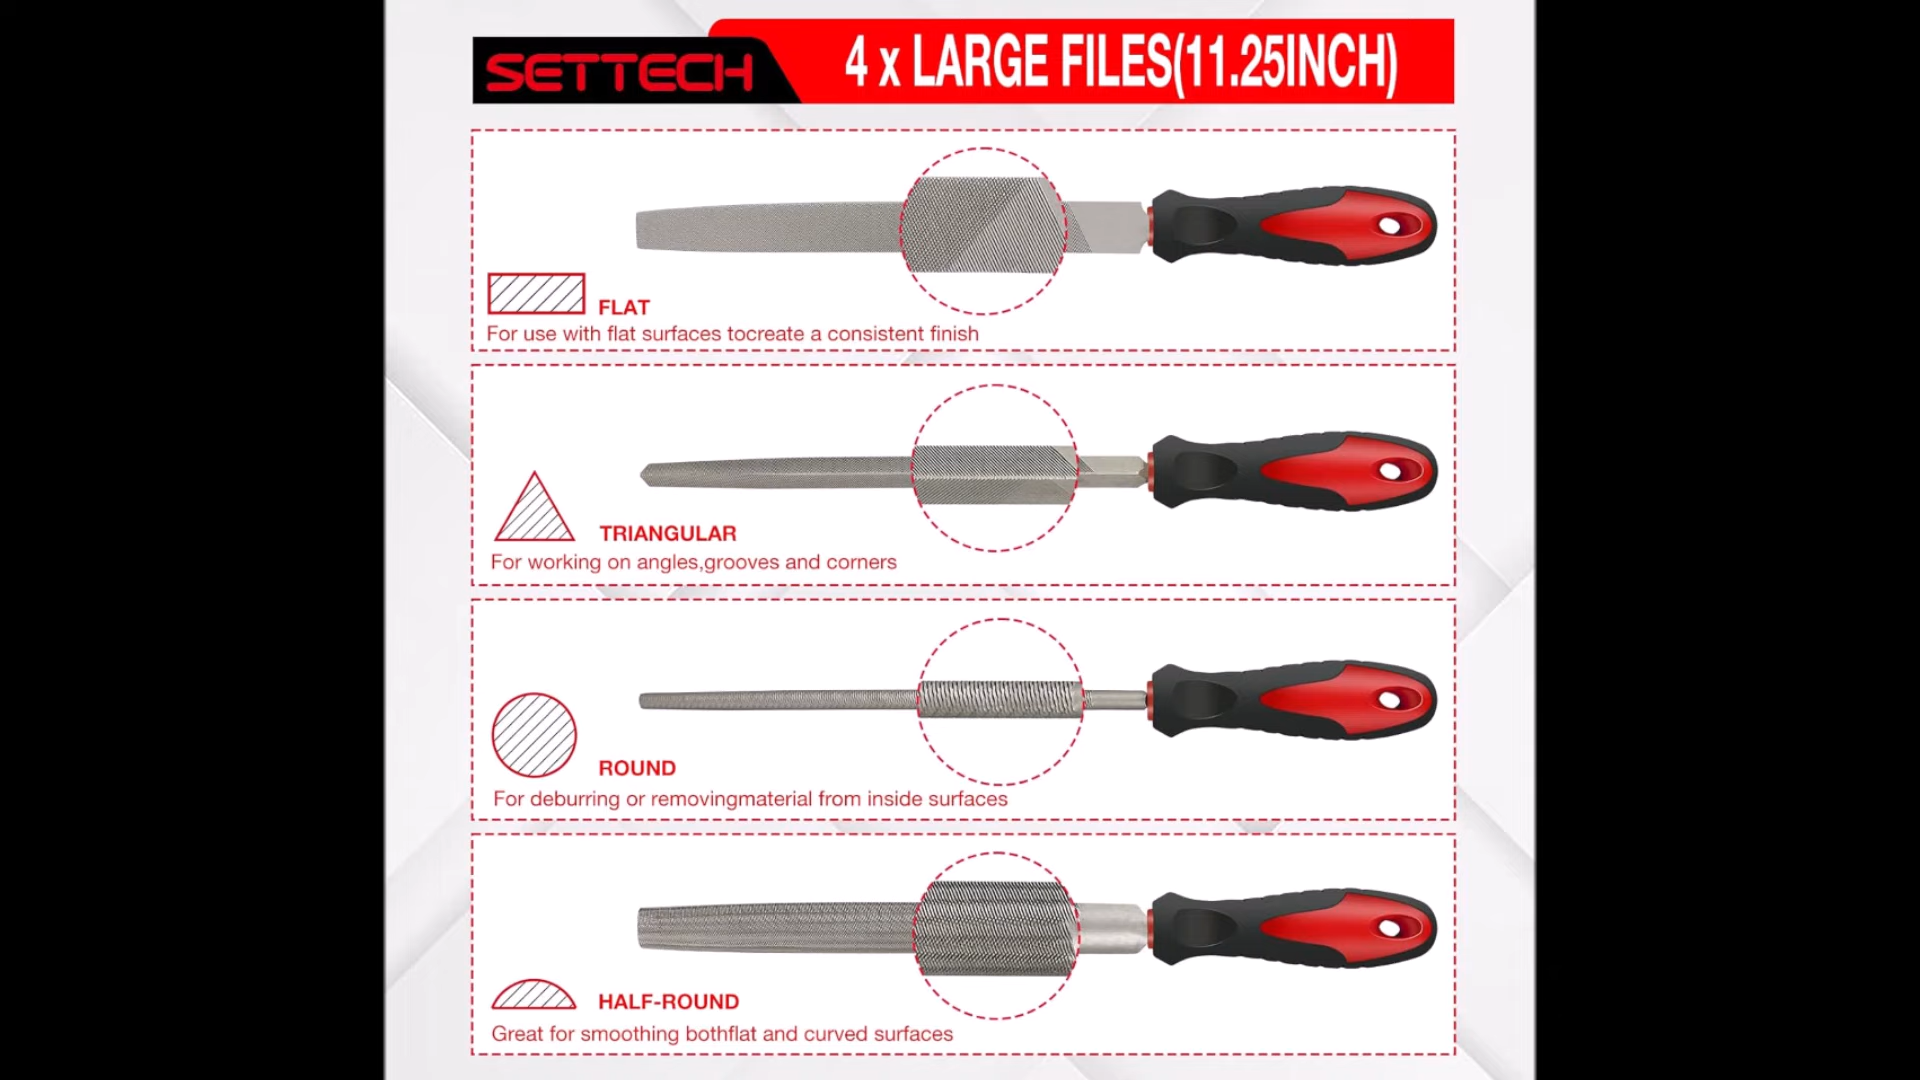 SETTECH
4 x LARGE FILES(11.25INCH)
FLAT
For use with flat surfaces tocreate a consistent finish
TRIANGULAR
For working on angles,grooves and corners
ROUND
For deburring or removingmaterial from inside surfaces
HALF-ROUND
Great for smoothing bothflat and curved surfaces